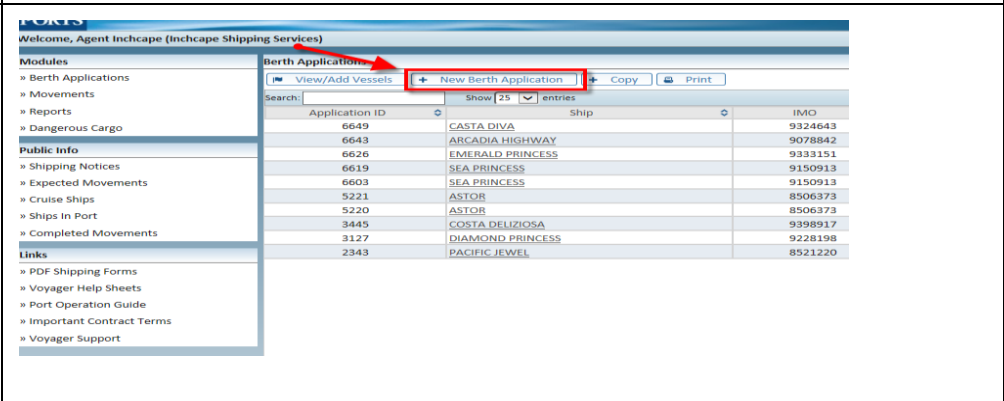 PORTS
Welcome, Agent Inchcape (Inchcape Shipping Services)
Modules
» Berth Applications
» Movements
» Reports
» Dangerous Cargo
Public Info
» Shipping Notices
» Expected Movements
» Cruise Ships
» Ships In Port
» Completed Movements
Links
» PDF Shipping Forms
» Voyager Help Sheets
» Port Operation Guide
» Important Contract Terms
» Voyager Support
Berth Applications
View/Add Vessels + New Berth Application + Copy Print
Search: Show 25 entries
Application ID Ship IMO
6649 CASTA DIVA 9324643
6643 ARCADIA HIGHWAY 9078842
6626 EMERALD PRINCESS 9333151
6619 SEA PRINCESS 9150913
6603 SEA PRINCESS 9150913
5221 ASTOR 8506373
5220 ASTOR 8506373
3445 COSTA DELIZIOSA 9398917
3127 DIAMOND PRINCESS 9228198
2343 PACIFIC JEWEL 8521220